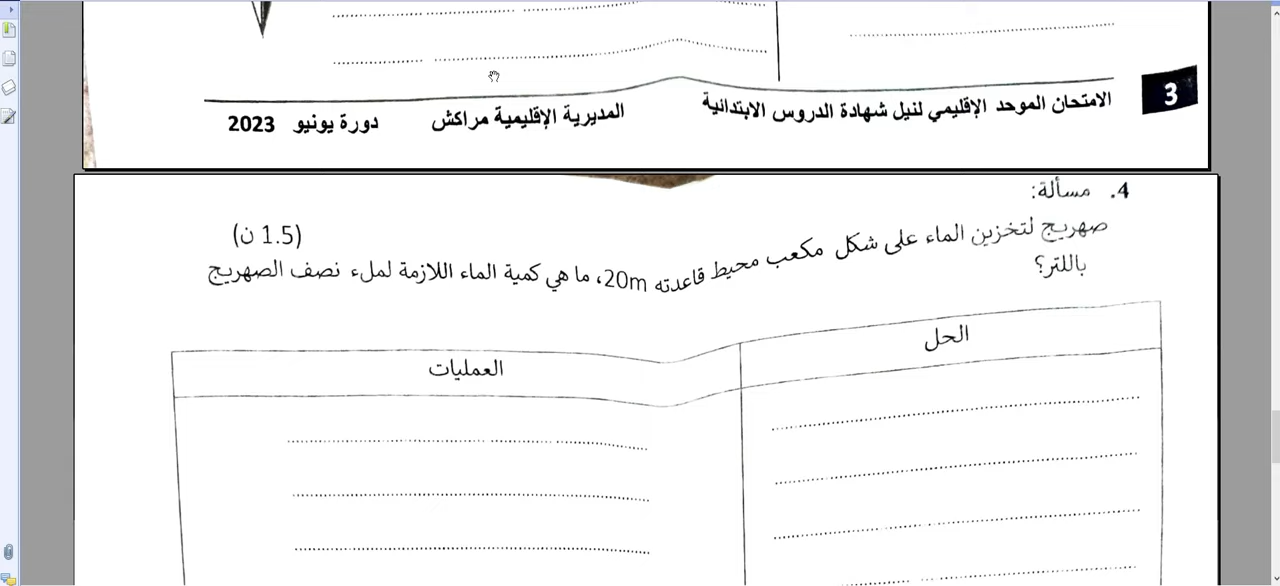 3 الامتحان الموحد الإقليمي لنيل شهادة الدروس الابتدائية المديرية الإقليمية مراكش دورة يونيو 2023
4. مسألة:
صهريج لتخزين الماء على شكل مكعب محيط قاعدته 20m، ما هي كمية الماء اللازمة لملء نصف الصهريج (1.5 ن)
باللتر؟
الحل العمليات